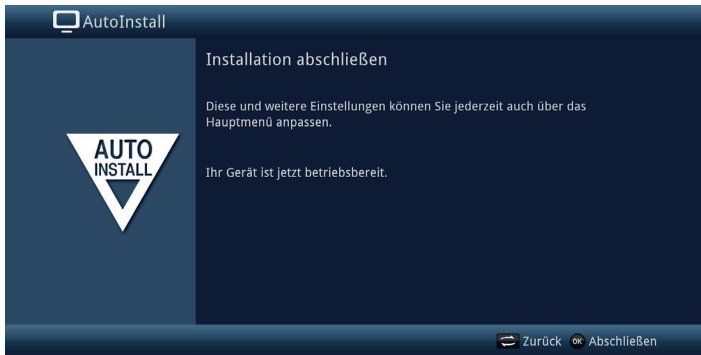 AutoInstall
Installation abschließen
Diese und weitere Einstellungen können Sie jederzeit auch über das
Hauptmenü anpassen.
AUTO
INSTALL
Ihr Gerät ist jetzt betriebsbereit.
Zurück OK Abschließen